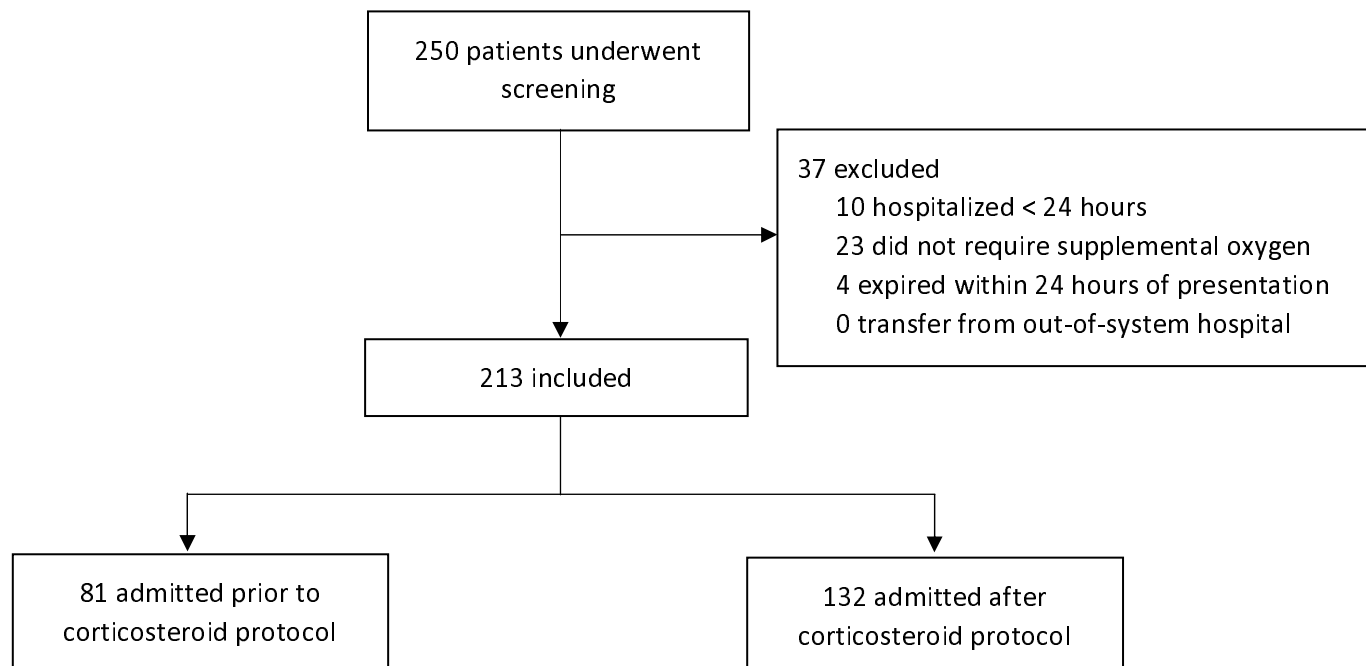 250 patients underwent
screening
37 excluded
10 hospitalized < 24 hours
23 did not require supplemental oxygen
4 expired within 24 hours of presentation
0 transfer from out-of-system hospital
213 included
81 admitted prior to
corticosteroid protocol
132 admitted after
corticosteroid protocol